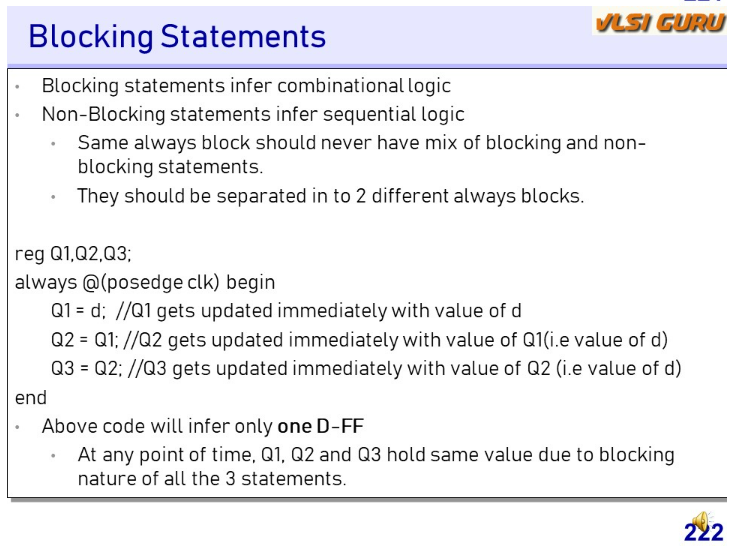 Blocking Statements
VLSI GURU
• Blocking statements infer combinational logic
• Non-Blocking statements infer sequential logic
• Same always block should never have mix of blocking and non-
blocking statements.
• They should be separated in to 2 different always blocks.
reg Q1,Q2,Q3;
always @(posedge clk) begin
Q1 = d; //Q1 gets updated immediately with value of d
Q2 = Q1; //Q2 gets updated immediately with value of Q1(i.e value of d)
Q3 = Q2; //Q3 gets updated immediately with value of Q2 (i.e value of d)
end
• Above code will infer only one D-FF
• At any point of time, Q1, Q2 and Q3 hold same value due to blocking
nature of all the 3 statements.
222